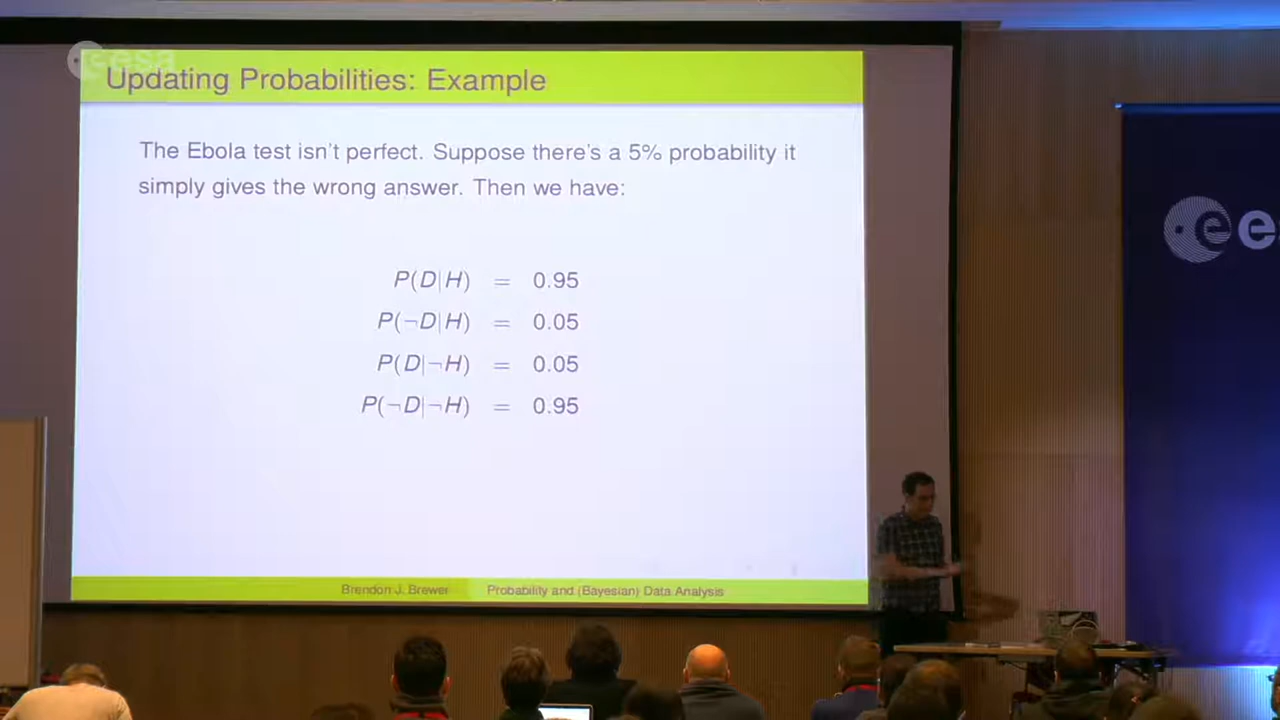 esa
Updating Probabilities: Example
The Ebola test isn't perfect. Suppose there's a 5% probability it
simply gives the wrong answer. Then we have:
P(D|H) = 0.95
P(¬D|H) = 0.05
P(D|¬H) = 0.05
P(¬D|¬H) = 0.95
Brendon J. Brewer Probability and (Bayesian) Data Analysis
e